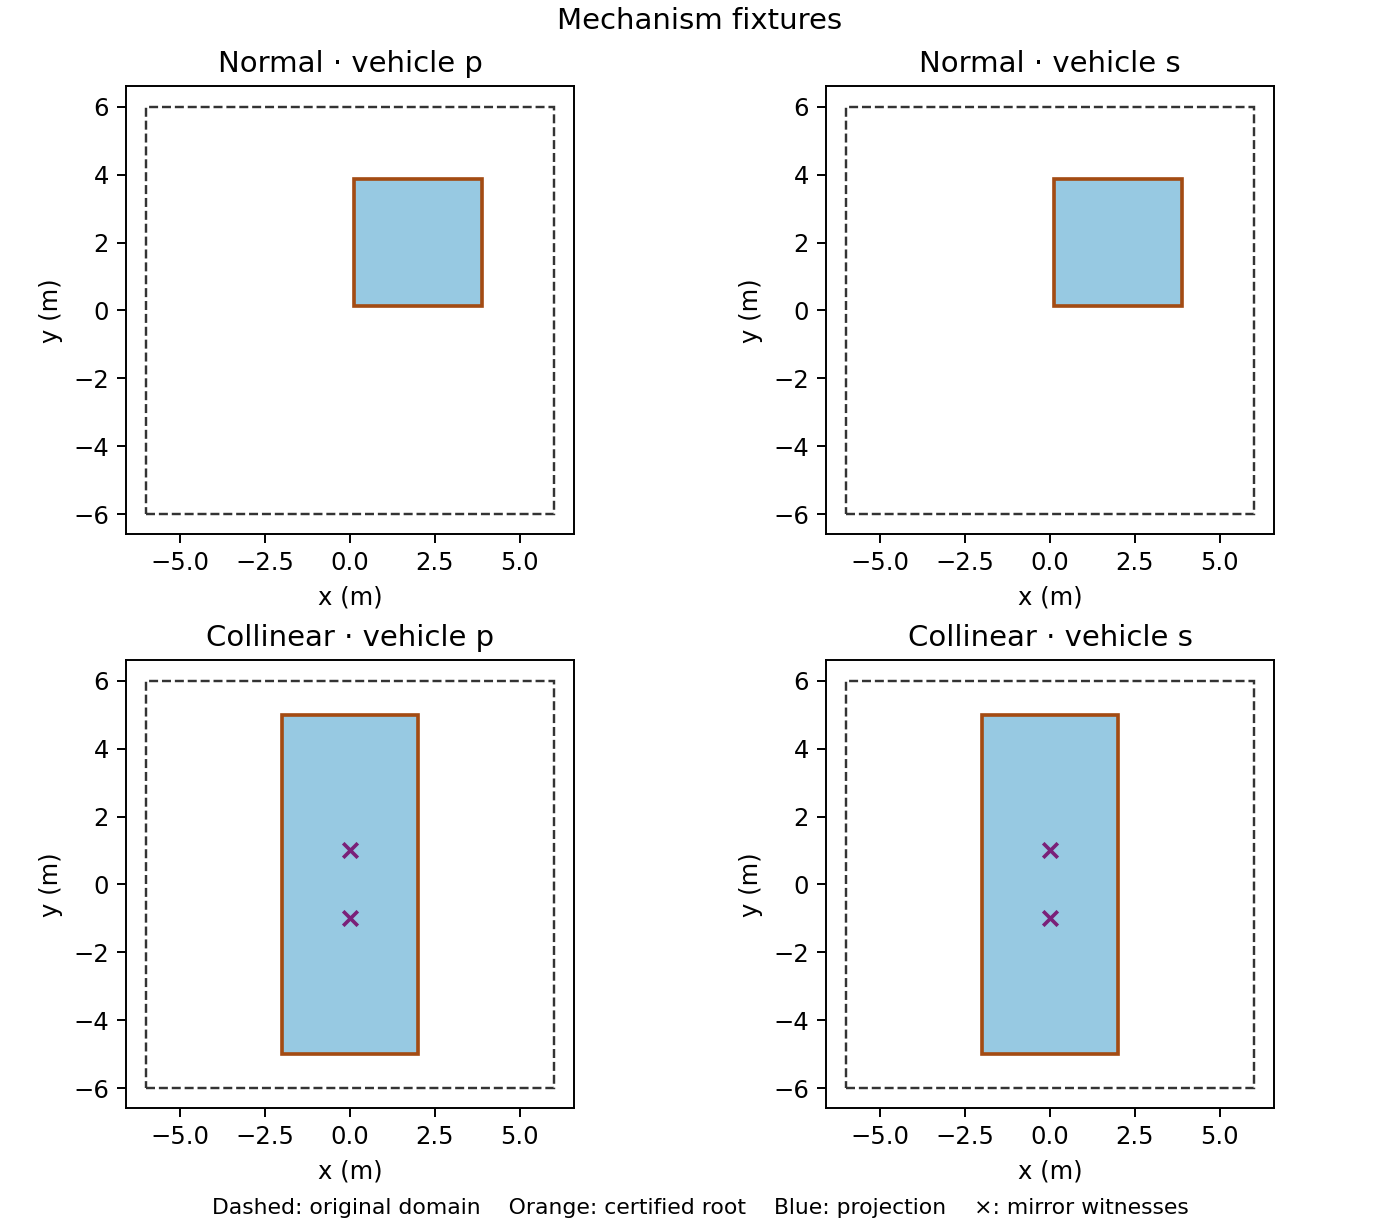 Mechanism fixtures
Normal · vehicle p
Normal · vehicle s
6
4
2
0
−2
−4
−6
y (m)
−5.0 −2.5 0.0 2.5 5.0
x (m)
6
4
2
0
−2
−4
−6
y (m)
−5.0 −2.5 0.0 2.5 5.0
x (m)
Collinear · vehicle p
Collinear · vehicle s
6
4
2
0
−2
−4
−6
y (m)
−5.0 −2.5 0.0 2.5 5.0
x (m)
6
4
2
0
−2
−4
−6
y (m)
−5.0 −2.5 0.0 2.5 5.0
x (m)
Dashed: original domain Orange: certified root Blue: projection ×: mirror witnesses